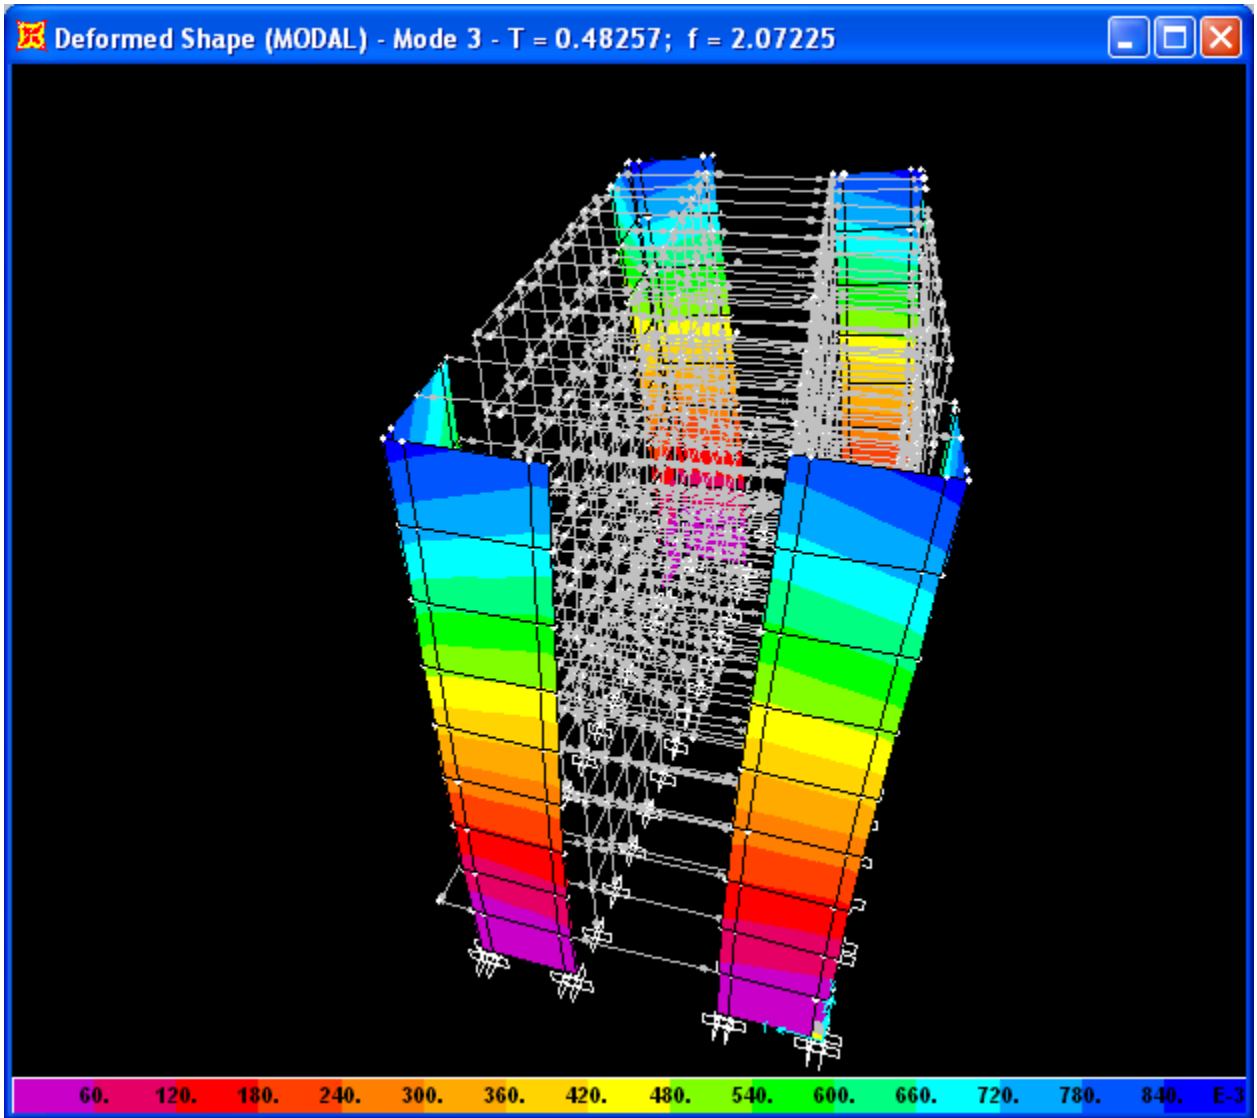 Deformed Shape (MODAL) - Mode 3 - T = 0.48257; f = 2.07225
60. 120. 180. 240. 300. 360. 420. 480. 540. 600. 660. 720. 780. 840. E-3